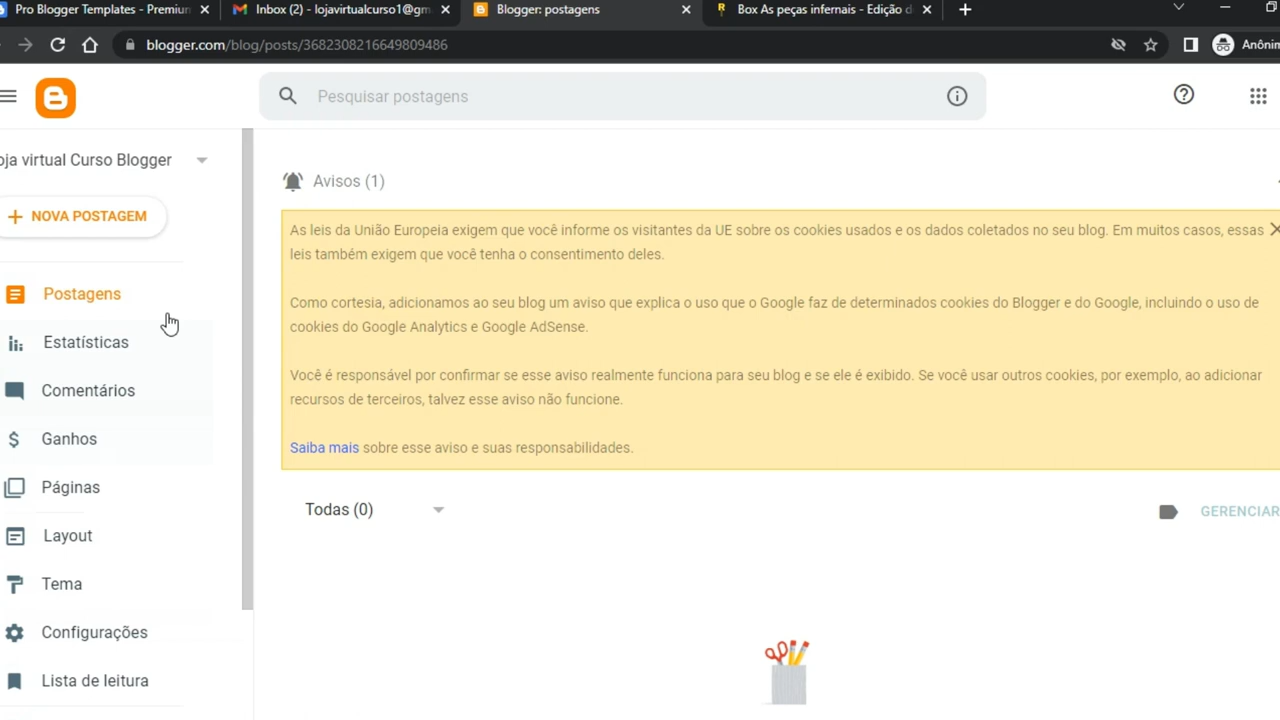 Pro Blogger Templates - Premiun
Inbox (2) - lojavirtualcurso1@gm
Blogger: postagens
Box As peças infernais - Edição d
blogger.com/blog/posts/3682308216649809486
Anônim
Pesquisar postagens
oja virtual Curso Blogger
NOVA POSTAGEM
Postagens
Estatísticas
Comentários
Ganhos
Páginas
Layout
Tema
Configurações
Lista de leitura
Avisos (1)
As leis da União Europeia exigem que você informe os visitantes da UE sobre os cookies usados e os dados coletados no seu blog. Em muitos casos, essas
leis também exigem que você tenha o consentimento deles.
Como cortesia, adicionamos ao seu blog um aviso que explica o uso que o Google faz de determinados cookies do Blogger e do Google, incluindo o uso de
cookies do Google Analytics e Google AdSense.
Você é responsável por confirmar se esse aviso realmente funciona para seu blog e se ele é exibido. Se você usar outros cookies, por exemplo, ao adicionar
recursos de terceiros, talvez esse aviso não funcione.
Saiba mais sobre esse aviso e suas responsabilidades.
Todas (0)
GERENCIAR